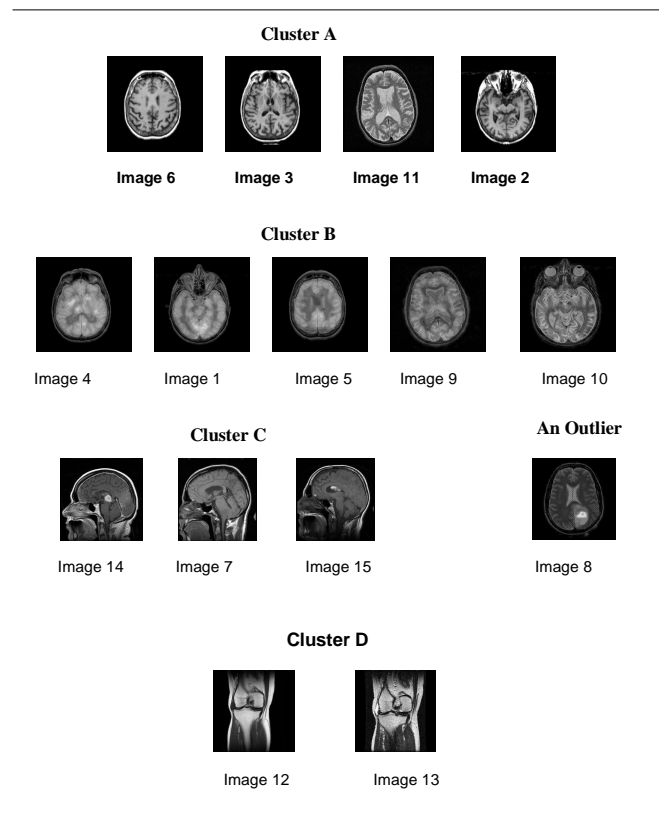 Cluster A
Image 6 Image 3 Image 11 Image 2
Cluster B
Image 4 Image 1 Image 5 Image 9 Image 10
Cluster C An Outlier
Image 14 Image 7 Image 15 Image 8
Cluster D
Image 12 Image 13